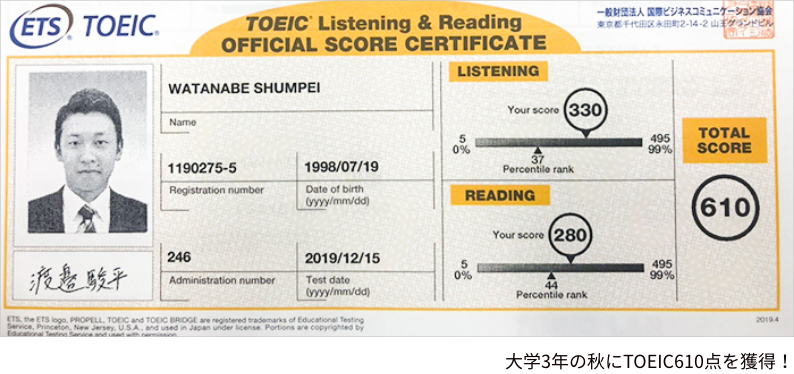 ETS TOEIC®
TOEIC® Listening & Reading
OFFICIAL SCORE CERTIFICATE
一般財団法人 国際ビジネスコミュニケーション協会
東京都千代田区永田町2-14-2 山王グランドビル
WATANABE SHUMPEI
Name
1190275-5
Registration number
1998/07/19
Date of birth
(yyyy/mm/dd)
246
Administration number
2019/12/15
Test date
(yyyy/mm/dd)
渡邉駿平
LISTENING
Your score 330
5 495
0% 99%
37
Percentile rank
READING
Your score 280
5 495
0% 99%
44
Percentile rank
TOTAL
SCORE
610
ETS, the ETS logo, PROPELL, TOEIC and TOEIC BRIDGE are registered trademarks of Educational Testing
Service, Princeton, New Jersey, U.S.A., and used in Japan under license. Portions are copyrighted by
Educational Testing Service and used with permission.
2019.4
大学3年の秋にTOEIC610点を獲得！